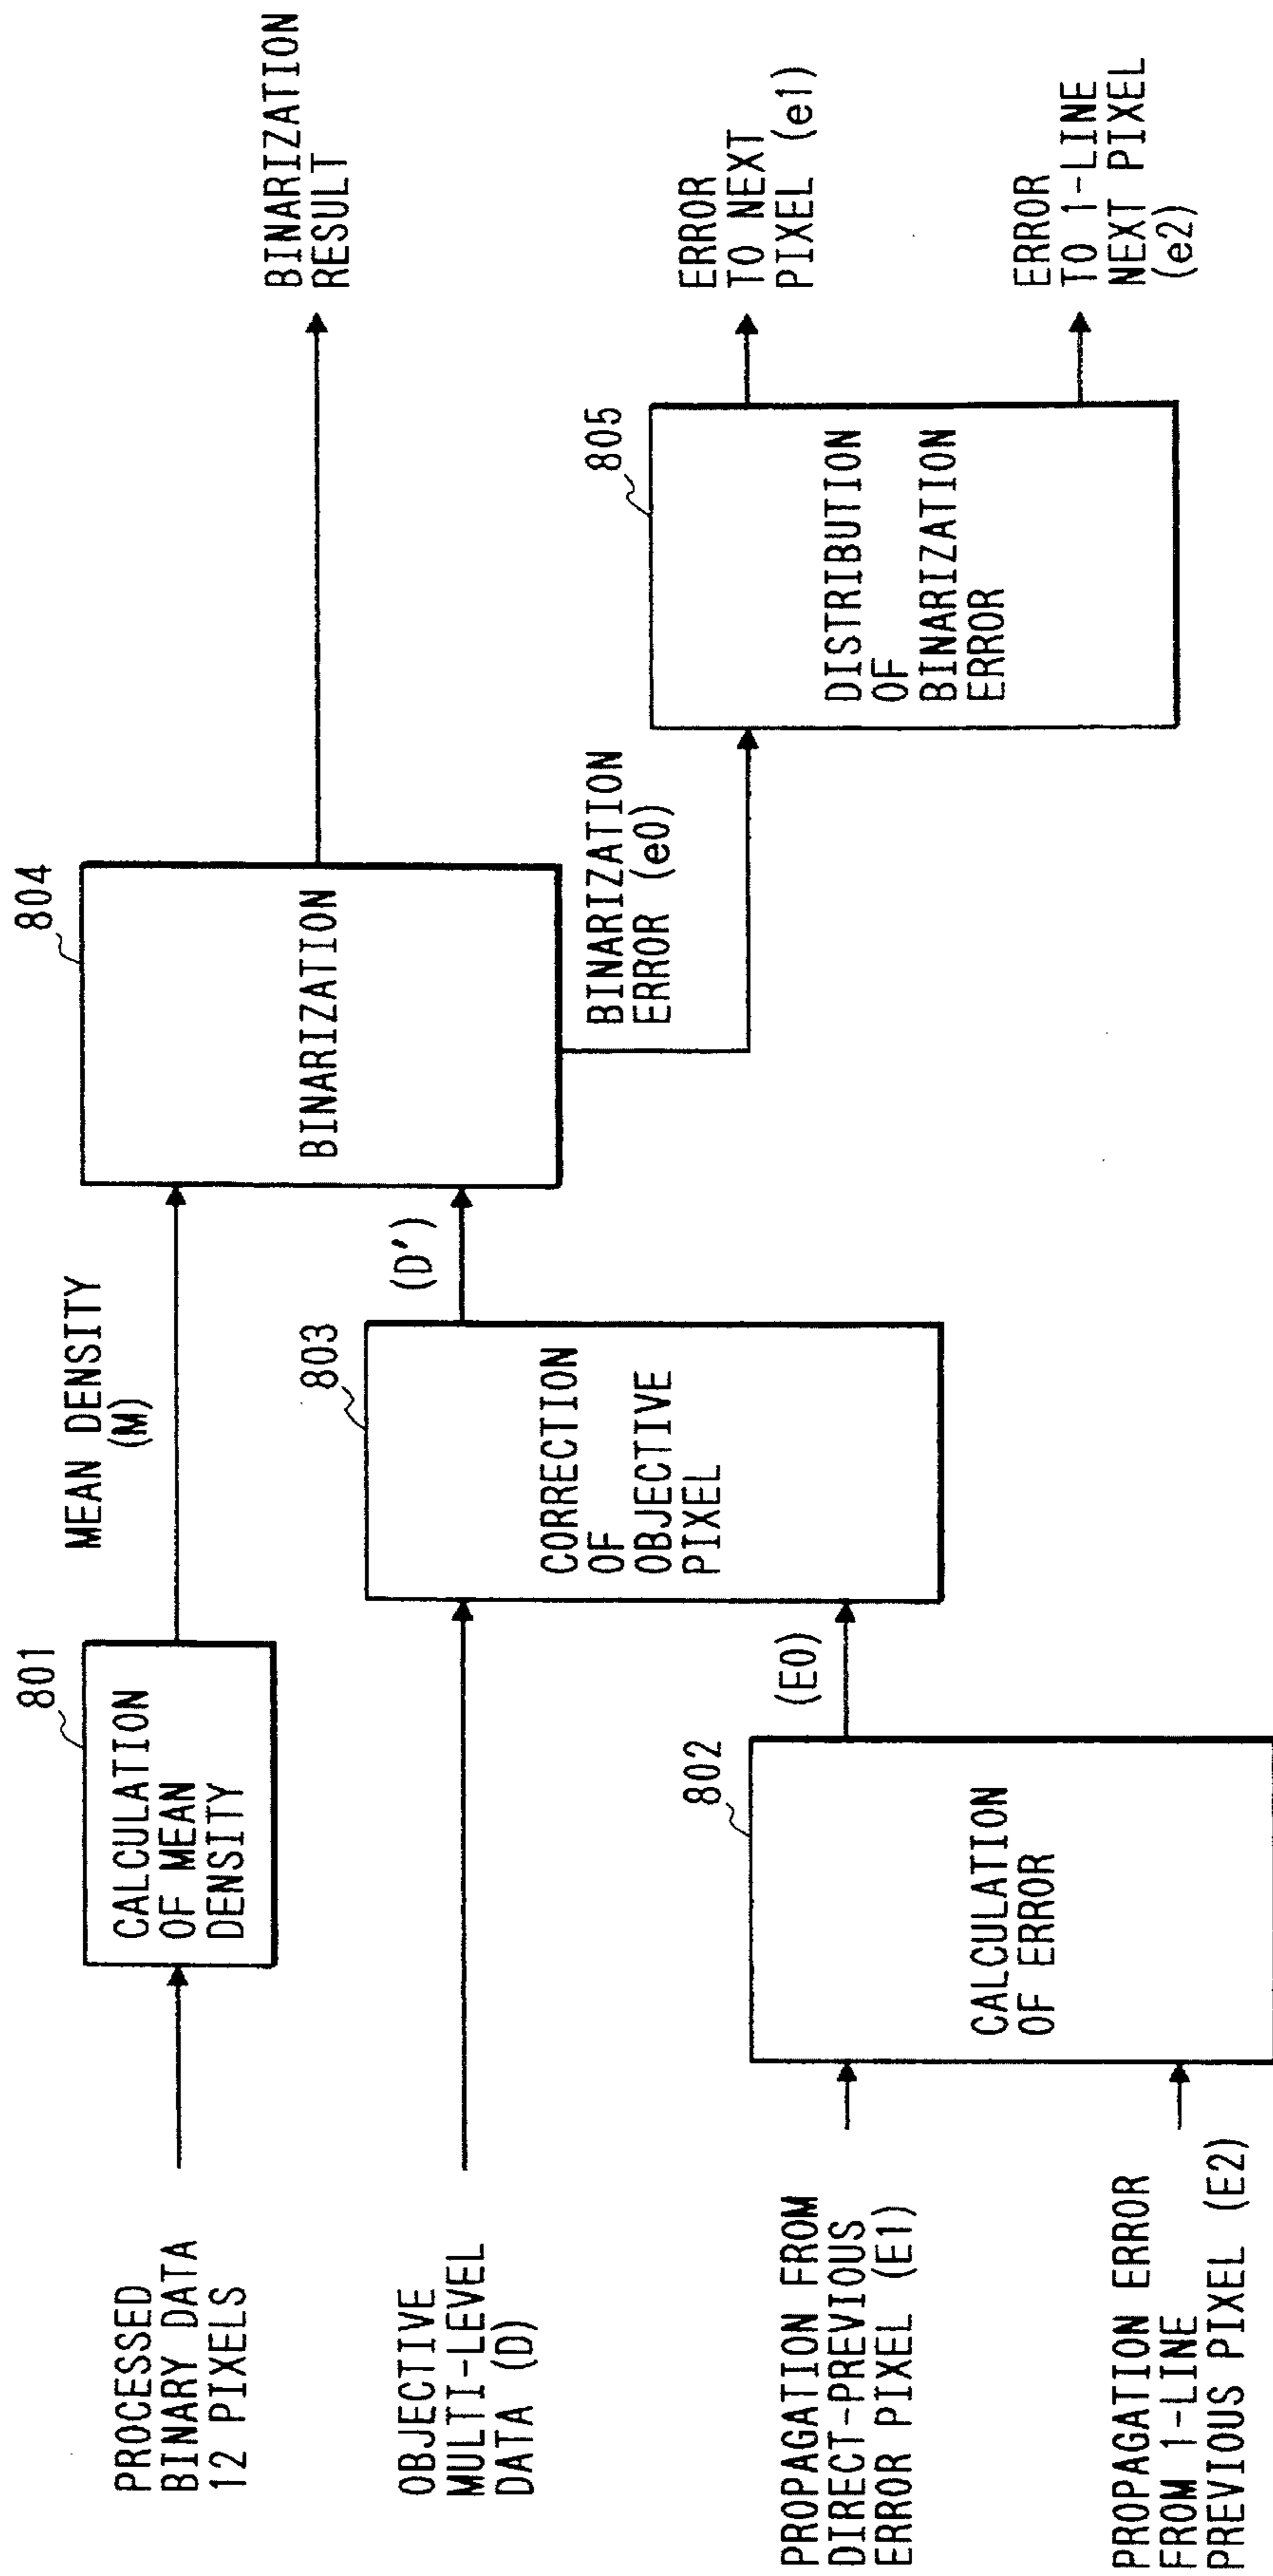 PROCESSED
BINARY DATA
12 PIXELS
801
CALCULATION
OF MEAN
DENSITY
MEAN DENSITY
(M)
804
BINARIZATION
BINARIZATION
RESULT
OBJECTIVE
MULTI-LEVEL
DATA (D)
803
CORRECTION
OF
OBJECTIVE
PIXEL
(D')
BINARIZATION
ERROR (e0)
805
DISTRIBUTION
OF
BINARIZATION
ERROR
ERROR
TO NEXT
PIXEL (e1)
ERROR
TO 1-LINE
NEXT PIXEL
(e2)
PROPAGATION FROM
DIRECT-PREVIOUS
ERROR PIXEL (E1)
802
CALCULATION
OF ERROR
(E0)
PROPAGATION ERROR
FROM 1-LINE
PREVIOUS PIXEL (E2)